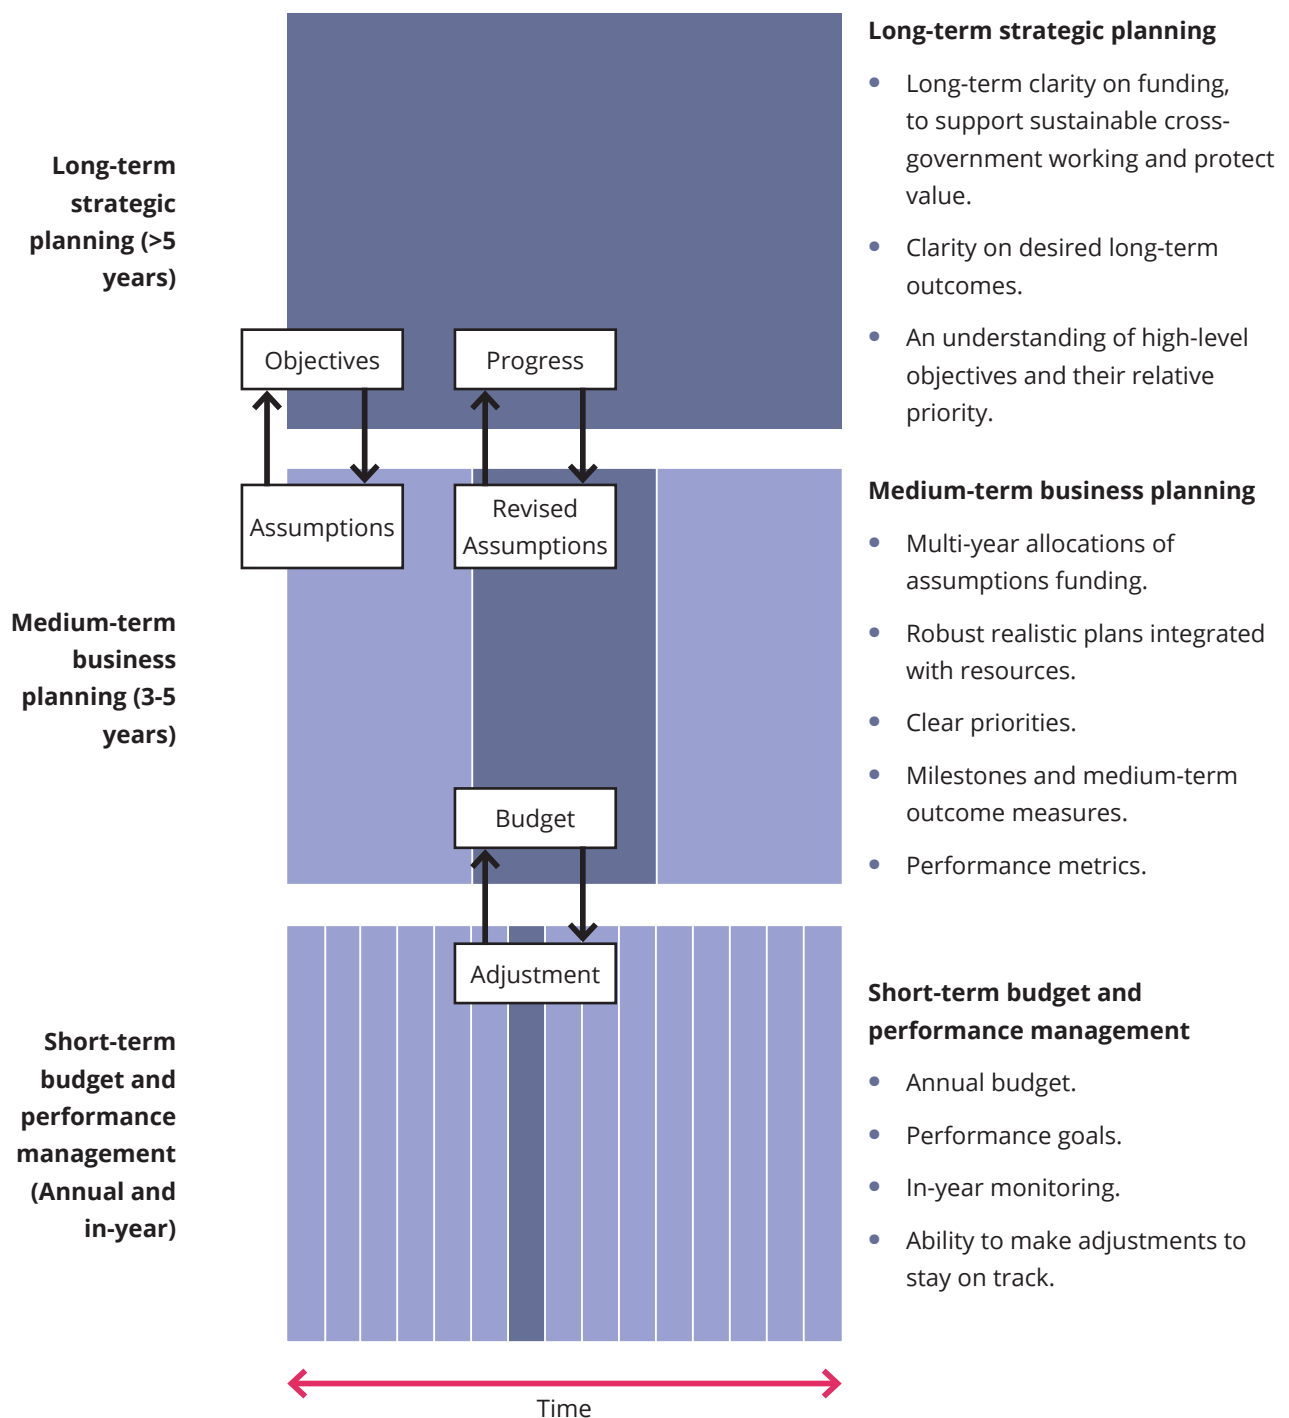 Long-term strategic planning
Long-term clarity on funding,
to support sustainable cross-
government working and protect
value.
Clarity on desired long-term
outcomes.
An understanding of high-level
objectives and their relative
priority.
Long-term
strategic
planning (>5
years)
Objectives
Progress
Assumptions
Revised
Assumptions
Medium-term business planning
Multi-year allocations of
assumptions funding.
Robust realistic plans integrated
with resources.
Clear priorities.
Milestones and medium-term
outcome measures.
Performance metrics.
Medium-term
business
planning (3-5
years)
Budget
Adjustment
Short-term budget and
performance management
Annual budget.
Performance goals.
In-year monitoring.
Ability to make adjustments to
stay on track.
Short-term
budget and
performance
management
(Annual and
in-year)
Time